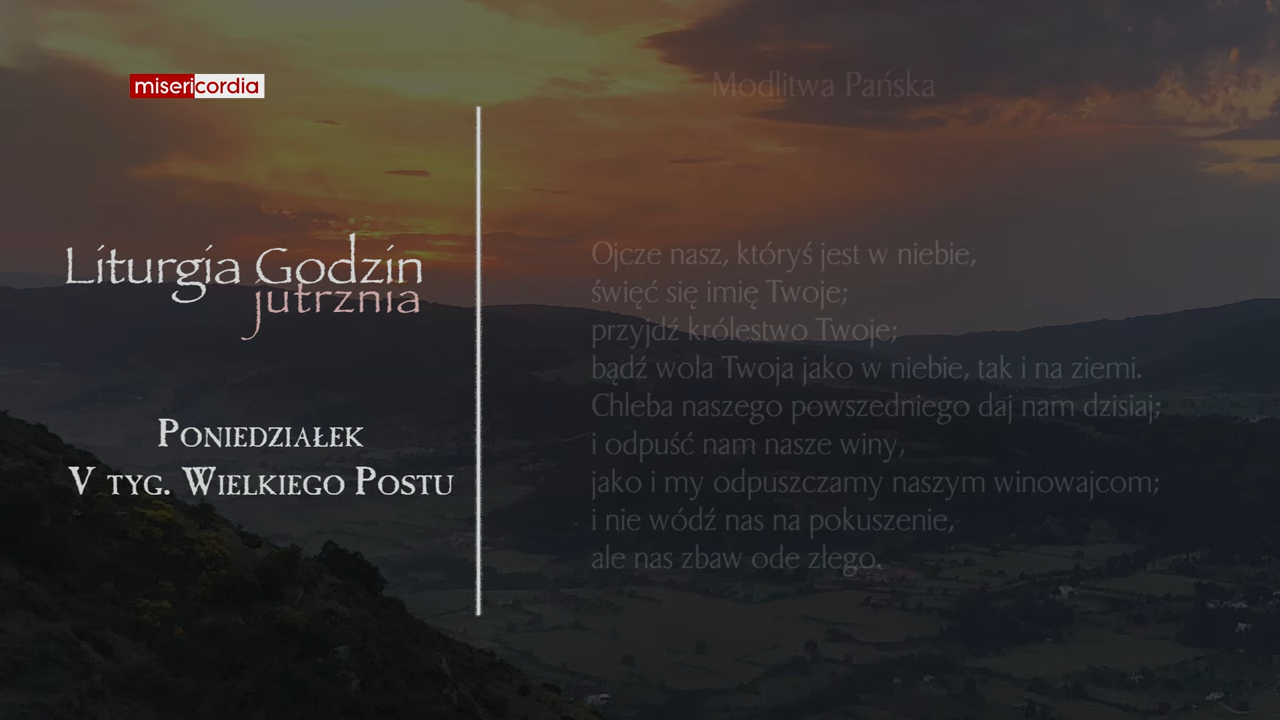 misericordia
Liturgia Godzin
jutrznia
Poniedziałek
V tyg. Wielkiego Postu
Modlitwa Pańska
Ojcze nasz, któryś jest w niebie,
święć się imię Twoje;
przyjdź królestwo Twoje;
bądź wola Twoja jako w niebie, tak i na ziemi.
Chleba naszego powszedniego daj nam dzisiaj;
i odpuść nam nasze winy,
jako i my odpuszczamy naszym winowajcom;
i nie wódź nas na pokuszenie,
ale nas zbaw ode złego.